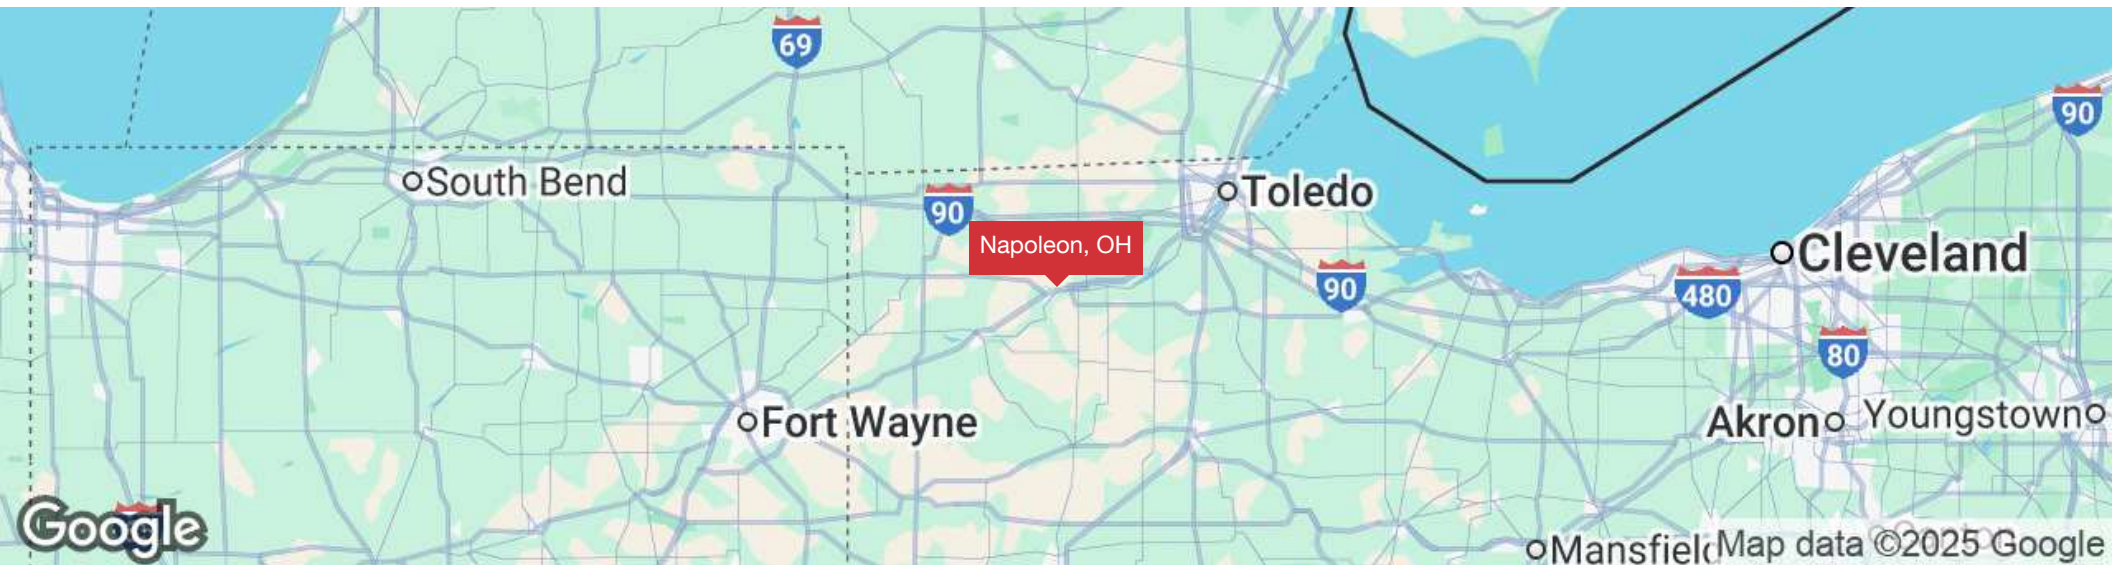 69
90
South Bend
Toledo
90
Napoleon, OH
Cleveland
90
480
80
Fort Wayne
Akron
Youngstown
Google
Mansfield
Map data ©2025 Google